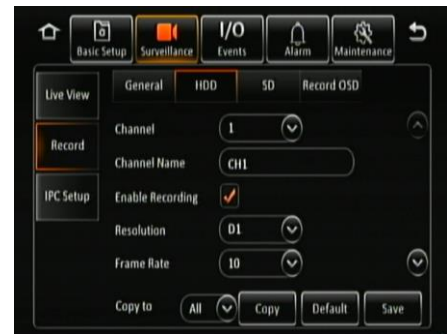 Basic Setup
Surveillance
I/O
Events
Alarm
Maintenance
Live View
Record
IPC Setup
General
HDD
SD
Record OSD
Channel
1
Channel Name
CH1
Enable Recording
Resolution
D1
Frame Rate
10
Copy to
All
Copy
Default
Save